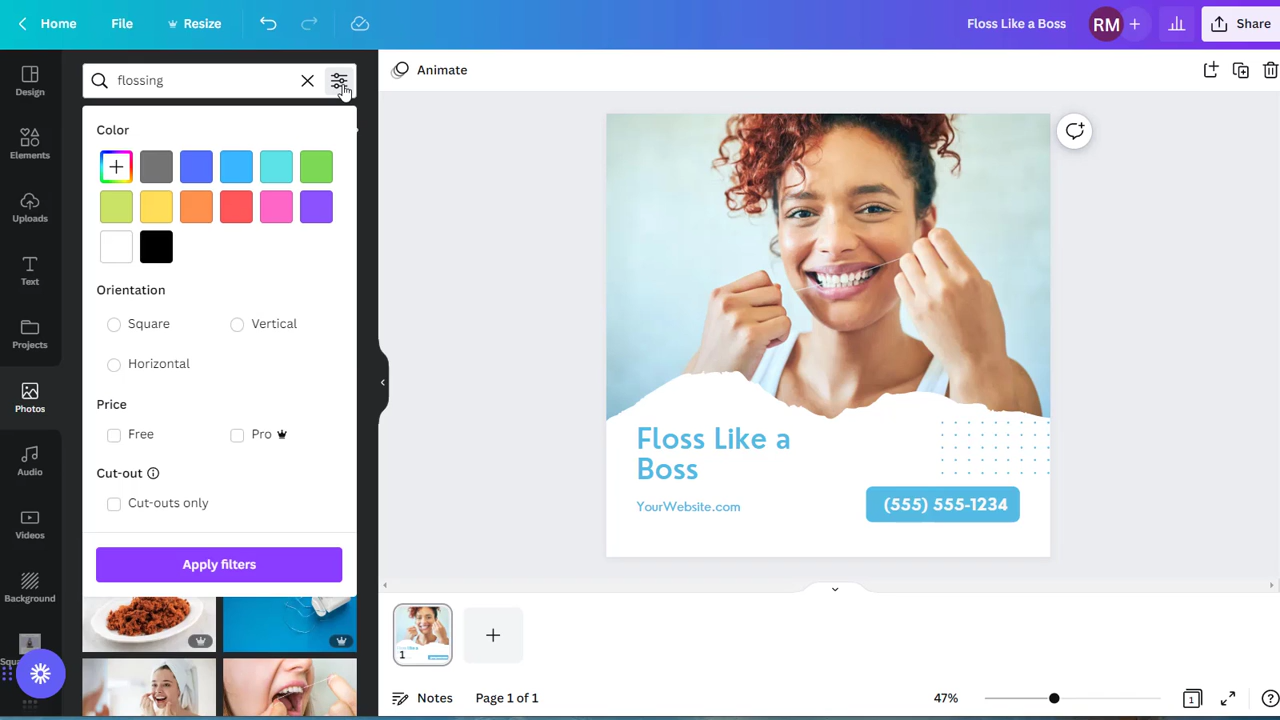 Home
File
Resize
Floss Like a Boss
RM
Share
Design
Elements
Uploads
Text
Projects
Photos
Audio
Videos
Background
flossing
Color
Orientation
Square
Vertical
Horizontal
Price
Free
Pro
Cut-out
Cut-outs only
Apply filters
Animate
Floss Like a
Boss
YourWebsite.com
(555) 555-1234
1
Notes
Page 1 of 1
47%
1